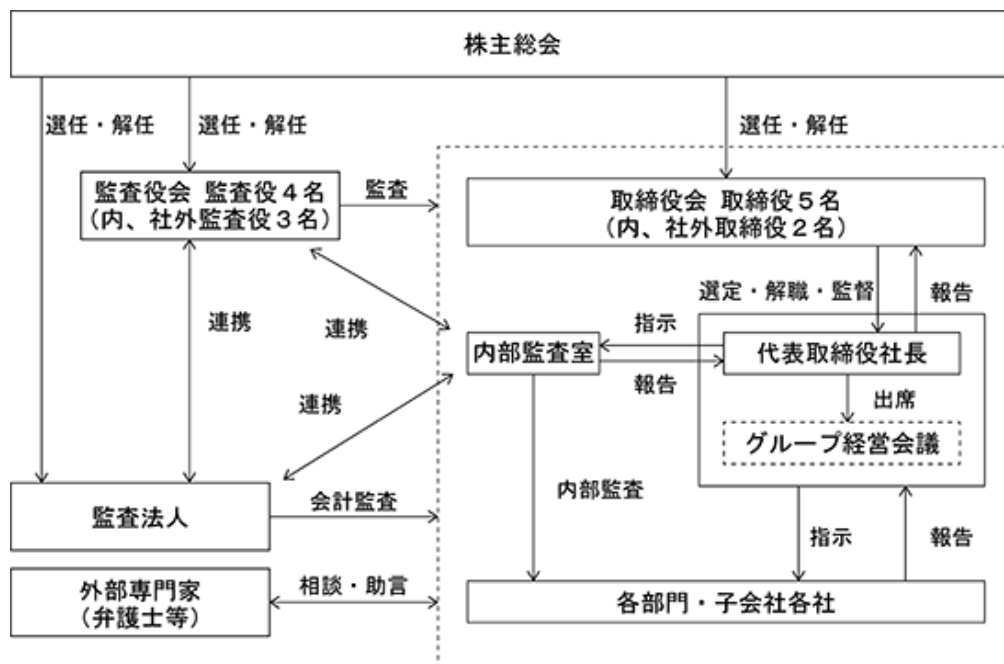 株主総会
選任・解任
選任・解任
選任・解任
監査役会 監査役４名
（内、社外監査役３名）
監査
取締役会 取締役５名
（内、社外取締役２名）
選定・解職・監督
報告
連携
連携
指示
内部監査室
代表取締役社長
報告
連携
出席
グループ経営会議
内部監査
監査法人
会計監査
指示
報告
外部専門家
（弁護士等）
相談・助言
各部門・子会社各社